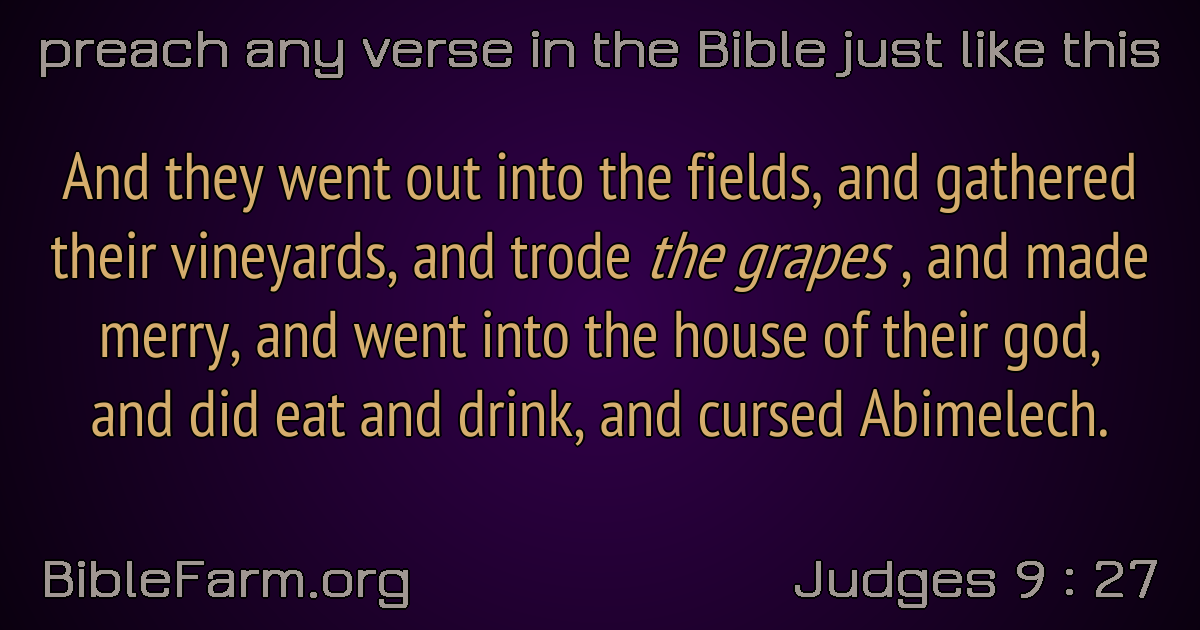 preach any verse in the Bible just like this
And they went out into the fields, and gathered
their vineyards, and trode the grapes , and made
merry, and went into the house of their god,
and did eat and drink, and cursed Abimelech.
BibleFarm.org
Judges 9 : 27